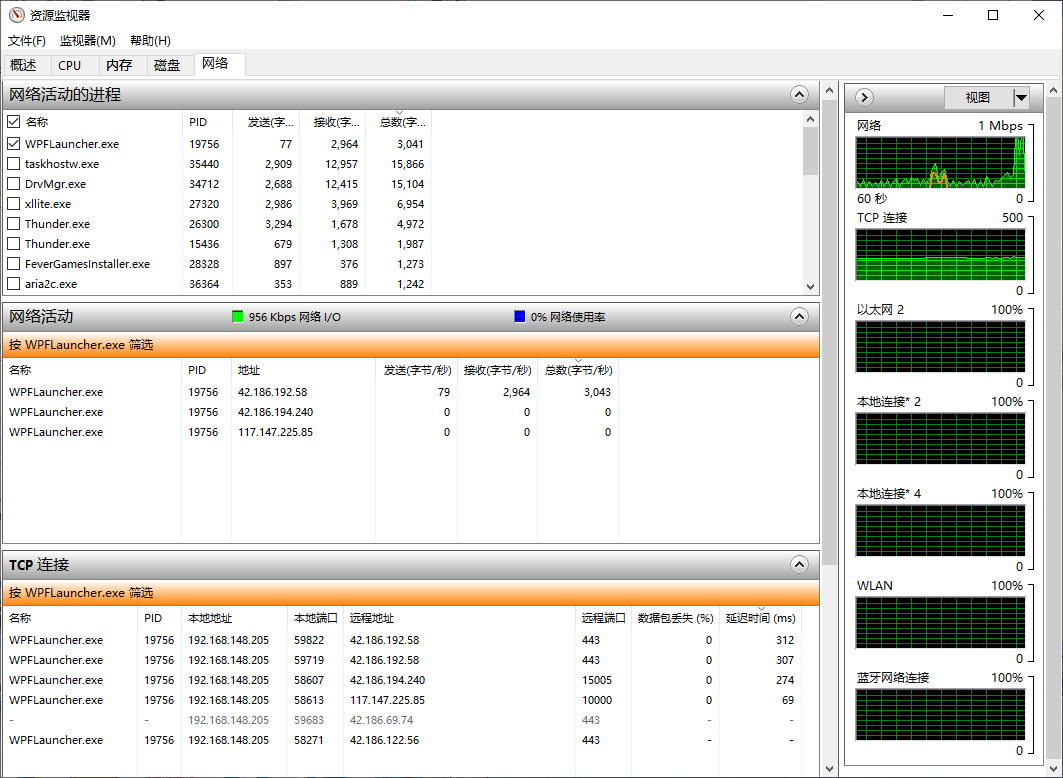 资源监视器
文件(F) 监视器(M) 帮助(H)
概述 CPU 内存 磁盘 网络
网络活动的进程
名称 PID 发送(字... 接收(字... 总数(字...
WPFLauncher.exe 19756 77 2,964 3,041
taskhostw.exe 35440 2,909 12,957 15,866
DrvMgr.exe 34712 2,688 12,415 15,104
xllite.exe 27320 2,986 3,969 6,954
Thunder.exe 26300 3,294 1,678 4,972
Thunder.exe 15436 679 1,308 1,987
FeverGamesInstaller.exe 28328 897 376 1,273
aria2c.exe 36364 353 889 1,242
网络活动 956 Kbps 网络 I/O 0% 网络使用率
按 WPFLauncher.exe 筛选
名称 PID 地址 发送(字节/秒) 接收(字节/秒) 总数(字节/秒)
WPFLauncher.exe 19756 42.186.192.58 79 2,964 3,043
WPFLauncher.exe 19756 42.186.194.240 0 0 0
WPFLauncher.exe 19756 117.147.225.85 0 0 0
TCP 连接
按 WPFLauncher.exe 筛选
名称 PID 本地地址 本地端口 远程地址 远程端口 数据包丢失 (%) 延迟时间 (ms)
WPFLauncher.exe 19756 192.168.148.205 59822 42.186.192.58 443 0 312
WPFLauncher.exe 19756 192.168.148.205 59719 42.186.192.58 443 0 307
WPFLauncher.exe 19756 192.168.148.205 58607 42.186.194.240 15005 0 274
WPFLauncher.exe 19756 192.168.148.205 58613 117.147.225.85 10000 0 69
- - 192.168.148.205 59683 42.186.69.74 443 - -
WPFLauncher.exe 19756 192.168.148.205 58271 42.186.122.56 443 - -
视图
网络 1 Mbps
60 秒 0
TCP 连接 500
0
以太网 2 100%
0
本地连接* 2 100%
0
本地连接* 4 100%
0
WLAN 100%
0
蓝牙网络连接 100%
0